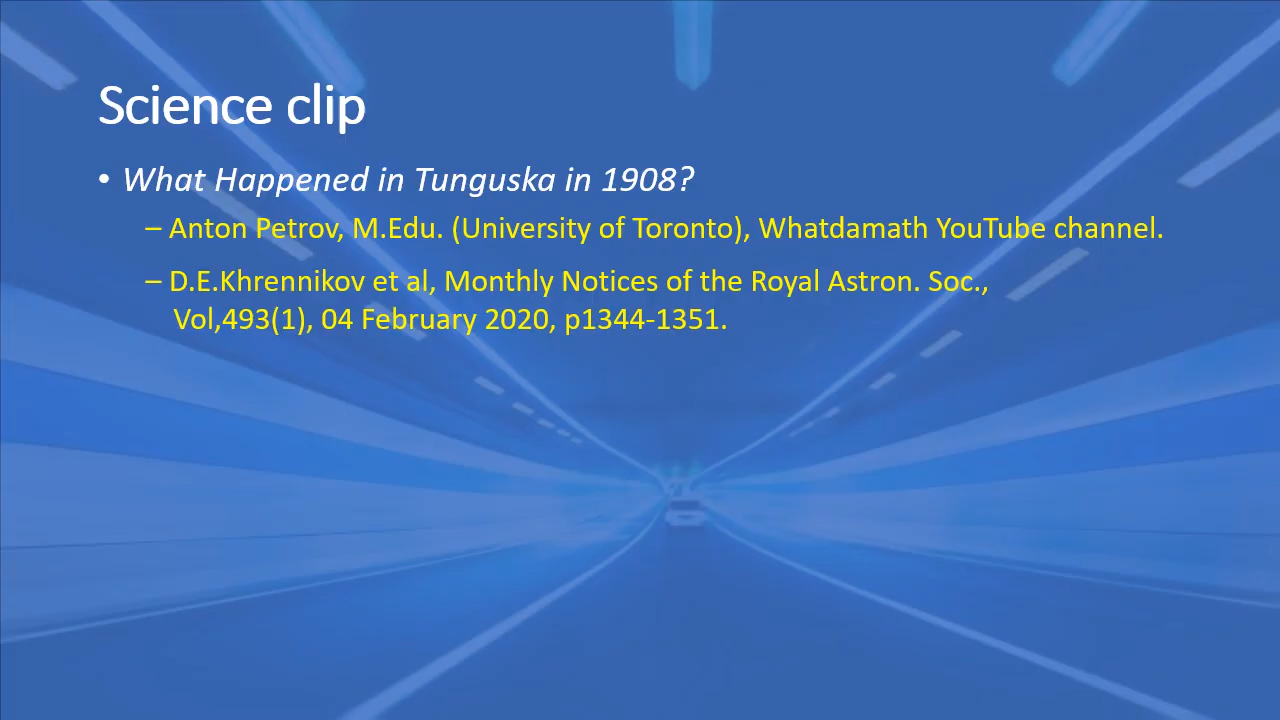 Science clip
• What Happened in Tunguska in 1908?
– Anton Petrov, M.Edu. (University of Toronto), Whatdamath YouTube channel.
– D.E.Khrennikov et al, Monthly Notices of the Royal Astron. Soc.,
Vol,493(1), 04 February 2020, p1344-1351.